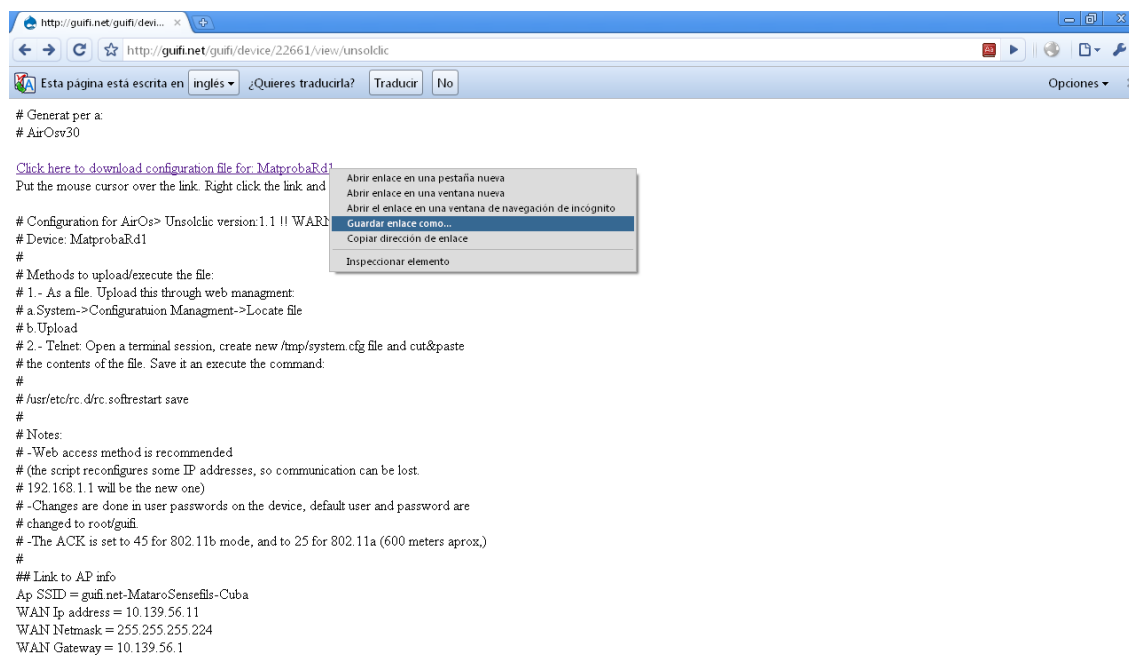 http://guifi.net/guifi/devi...
http://guifi.net/guifi/device/22661/view/unsolclic
Esta página está escrita en inglés ¿Quieres traducirla? Traducir No Opciones
# Generat per a:
# AirOsv30
Click here to download configuration file for: MatprobaRd1
Put the mouse cursor over the link. Right click the link and
Abrir enlace en una pestaña nueva
Abrir enlace en una ventana nueva
Abrir el enlace en una ventana de navegación de incógnito
Guardar enlace como...
Copiar dirección de enlace
Inspeccionar elemento
# Configuration for AirOs> Unsolclic version:1.1 !! WARN
# Device: MatprobaRd1
#
# Methods to upload/execute the file:
# 1.- As a file. Upload this through web managment:
# a.System->Configuratuion Managment->Locate file
# b.Upload
# 2.- Telnet: Open a terminal session, create new /tmp/system.cfg file and cut&paste
# the contents of the file. Save it an execute the command:
#
# /usr/etc/rc.d/rc.softrestart save
#
# Notes:
# -Web access method is recommended
# (the script reconfigures some IP addresses, so communication can be lost.
# 192.168.1.1 will be the new one)
# -Changes are done in user passwords on the device, default user and password are
# changed to root/guifi.
# -The ACK is set to 45 for 802.11b mode, and to 25 for 802.11a (600 meters aprox,)
#
## Link to AP info
Ap SSID = guifi.net-MataroSensefils-Cuba
WAN Ip address = 10.139.56.11
WAN Netmask = 255.255.255.224
WAN Gateway = 10.139.56.1